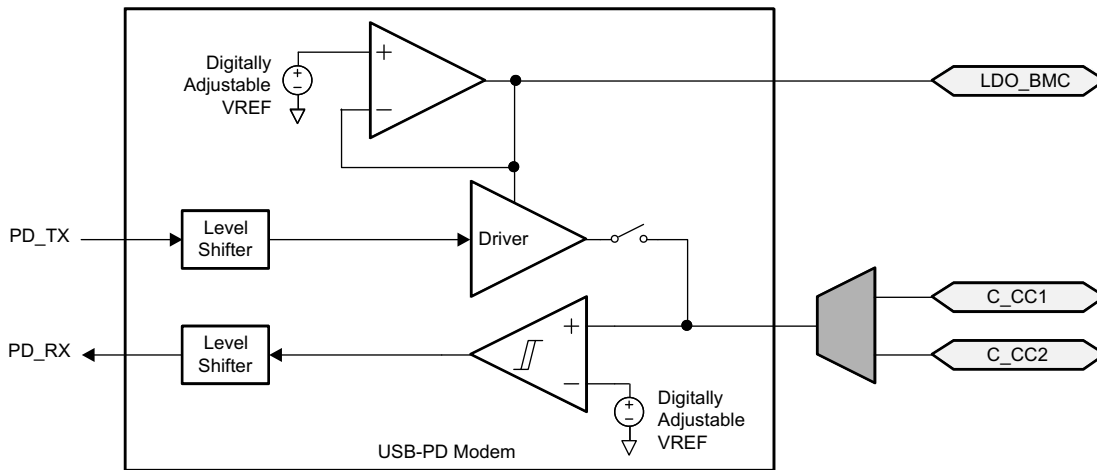 Digitally
Adjustable
VREF
+
−
+
−
LDO_BMC
PD_TX
Level
Shifter
Driver
C_CC1
PD_RX
Level
Shifter
+
−
C_CC2
Digitally
Adjustable
VREF
+
−
USB-PD Modem